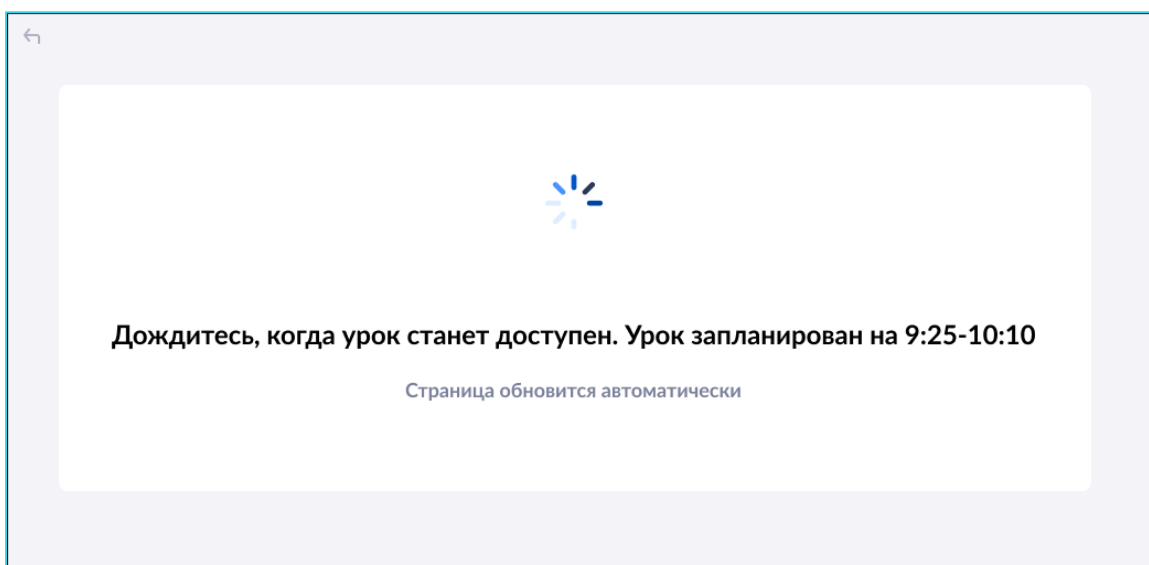 Дождитесь, когда урок станет доступен. Урок запланирован на 9:25-10:10
Страница обновится автоматически